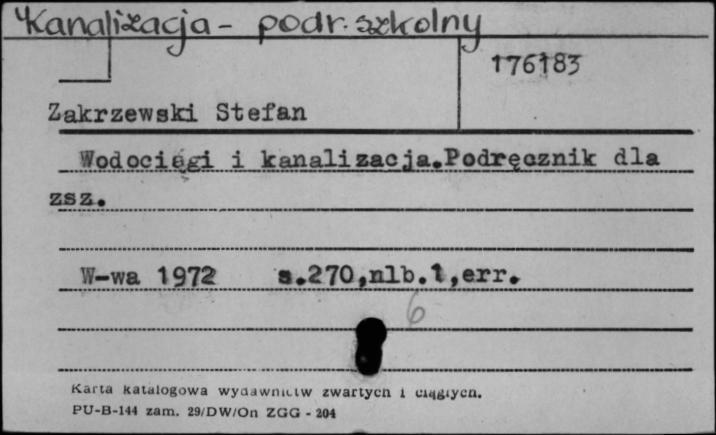 Kanalizacja - podr. szkolny
176183
Zakrzewski Stefan
Wodociągi i kanalizacja.Podręcznik dla
zsz.
W-wa 1972 s.270,nlb.1,err.
6
Karta katalogowa wydawnictw zwartych i ciągłych.
PU-B-144 zam. 29/DW/On ZGG - 204